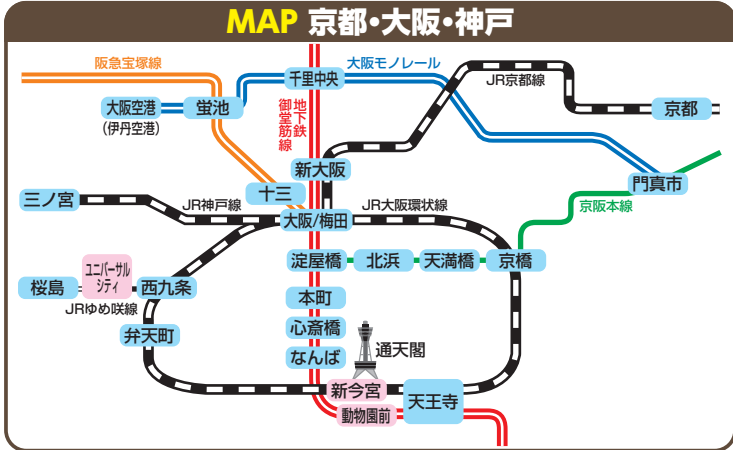 MAP 京都・大阪・神戸
阪急宝塚線
千里中央
大阪モノレール
JR京都線
大阪空港
(伊丹空港)
蛍池
地下鉄
御堂筋線
京都
新大阪
十三
門真市
三ノ宮
JR神戸線
大阪/梅田
JR大阪環状線
京阪本線
淀屋橋
北浜
天満橋
京橋
桜島
ユニバーサル
シティ
西九条
JRゆめ咲線
本町
弁天町
心斎橋
なんば
通天閣
新今宮
動物園前
天王寺